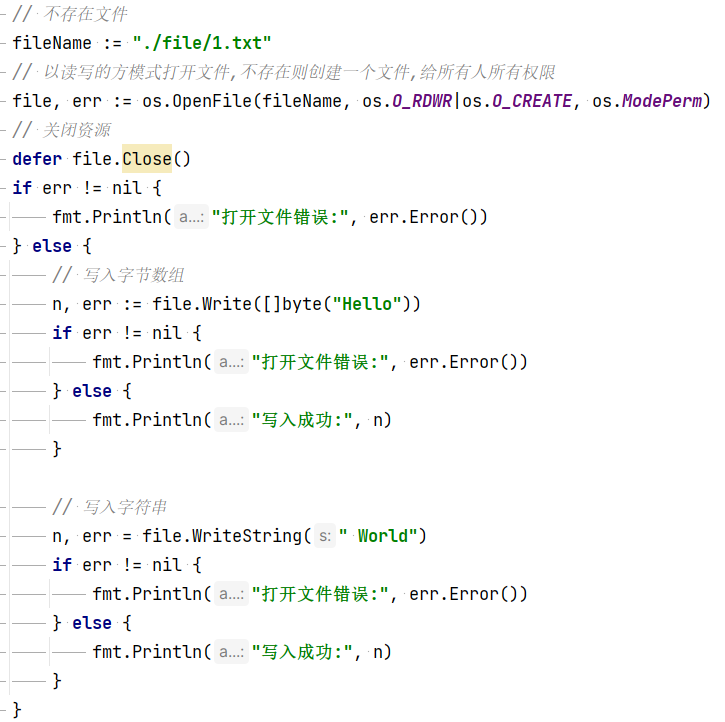 // 不存在文件
fileName := "./file/1.txt"
// 以读写的方模式打开文件,不存在则创建一个文件,给所有人所有权限
file, err := os.OpenFile(fileName, os.O_RDWR|os.O_CREATE, os.ModePerm)
// 关闭资源
defer file.Close()
if err != nil {
fmt.Println(a...:"打开文件错误:", err.Error())
} else {
// 写入字节数组
n, err := file.Write([]byte("Hello"))
if err != nil {
fmt.Println(a...:"打开文件错误:", err.Error())
} else {
fmt.Println(a...:"写入成功:", n)
}
// 写入字符串
n, err = file.WriteString(s:" World")
if err != nil {
fmt.Println(a...:"打开文件错误:", err.Error())
} else {
fmt.Println(a...:"写入成功:", n)
}
}